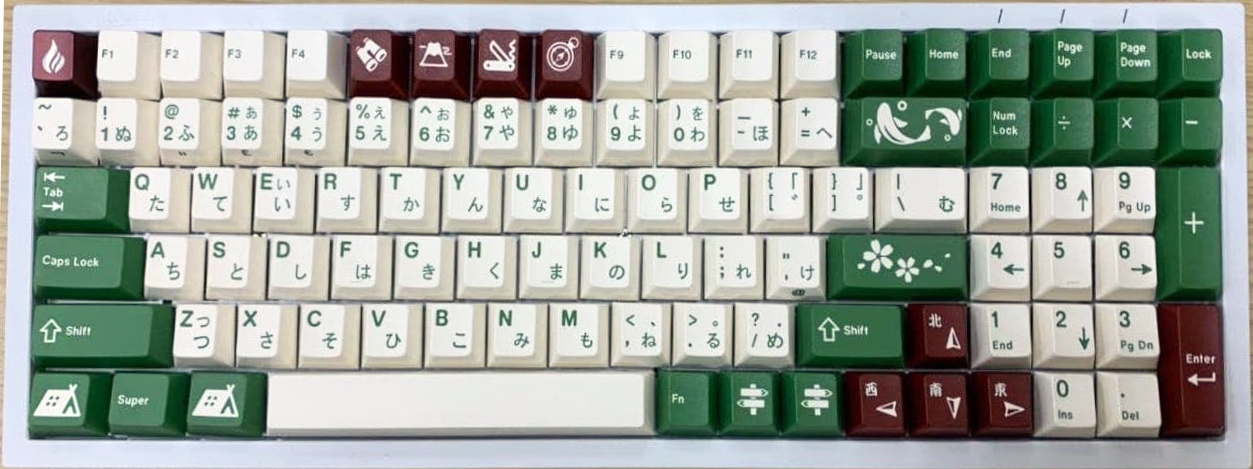 F1 F2 F3 F4 F9 F10 F11 F12 Pause Home End Page Up Page Down Lock
~ ` ろ ! 1 ぬ @ 2 ふ # あ 3 あ $ ぅ 4 う € % ぇ 5 え ^ ぉ 6 お & ゃ 7 や * ゅ 8 ゆ ( ょ 9 よ ) を 0 わ _ - ほ + = へ Num Lock ÷ × −
Tab Q た W て E ぃ い R す T か Y ん U な I に O ら P せ { 「 [ ゛ } 」 ] ゜ | \ む 7 Home 8 ↑ 9 Pg Up +
Caps Lock A ち S と D し F は G き H く J ま K の L り : ; れ " ' け 4 ← 5 6 →
Shift Z っ つ X さ C そ V ひ B こ N み M も < 、 , ね > 。 . る ? ・ / め Shift 北 1 End 2 ↓ 3 Pg Dn Enter
Super Fn 西 南 東 0 Ins . Del